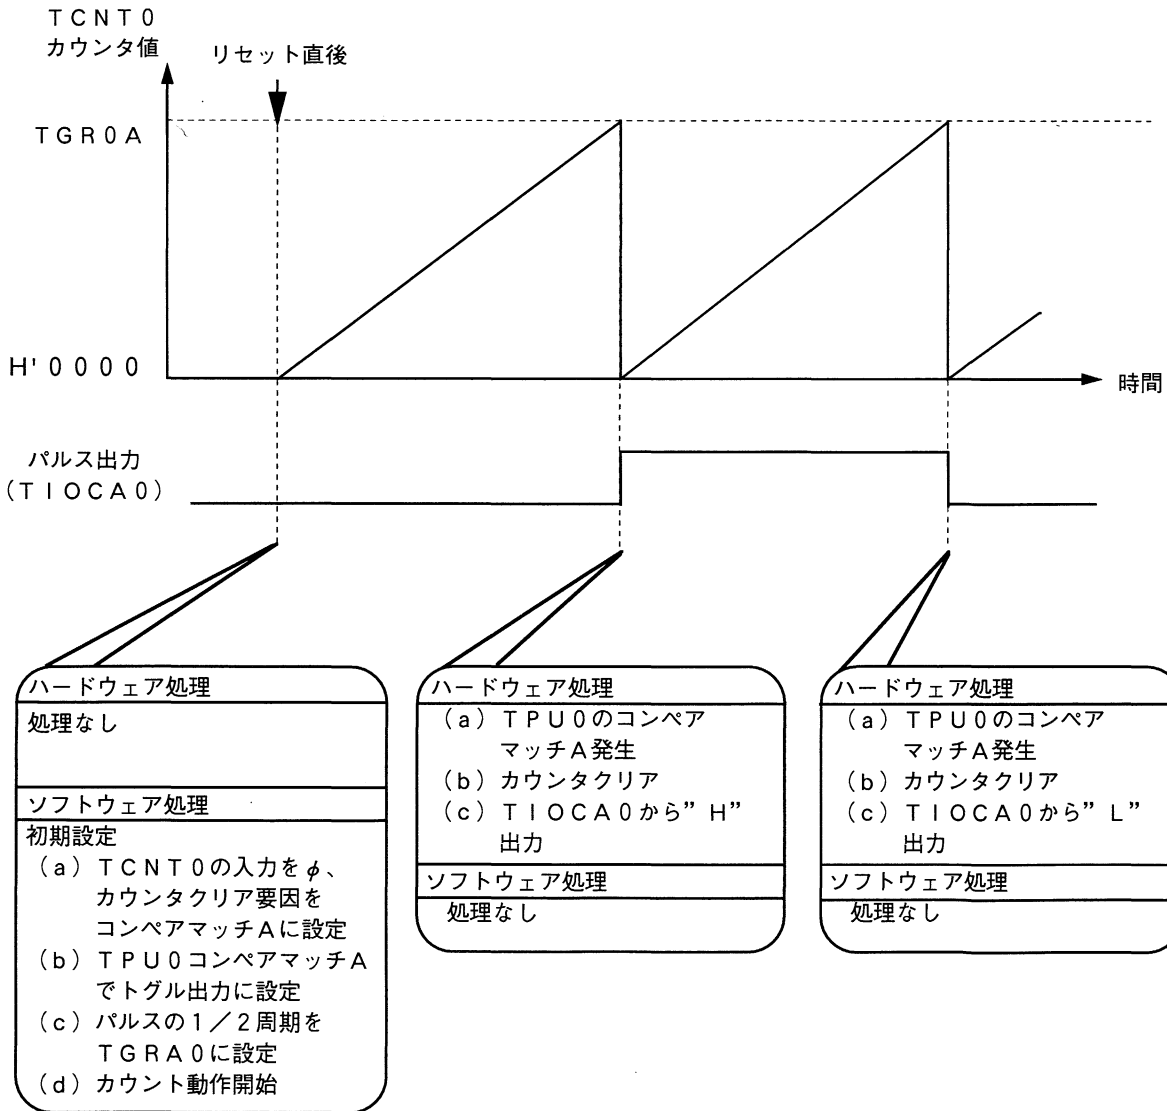 TCNT0
カウンタ値
リセット直後
TGR0A
H'0000
時間
パルス出力
(TIOCA0)
ハードウェア処理
処理なし
ソフトウェア処理
初期設定
(a) TCNT0の入力をφ、
カウンタクリア要因を
コンペアマッチAに設定
(b) TPU0コンペアマッチA
でトグル出力に設定
(c) パルスの1/2周期を
TGRA0に設定
(d) カウント動作開始
ハードウェア処理
(a) TPU0のコンペア
マッチA発生
(b) カウンタクリア
(c) TIOCA0から”H”
出力
ソフトウェア処理
処理なし
ハードウェア処理
(a) TPU0のコンペア
マッチA発生
(b) カウンタクリア
(c) TIOCA0から”L”
出力
ソフトウェア処理
処理なし